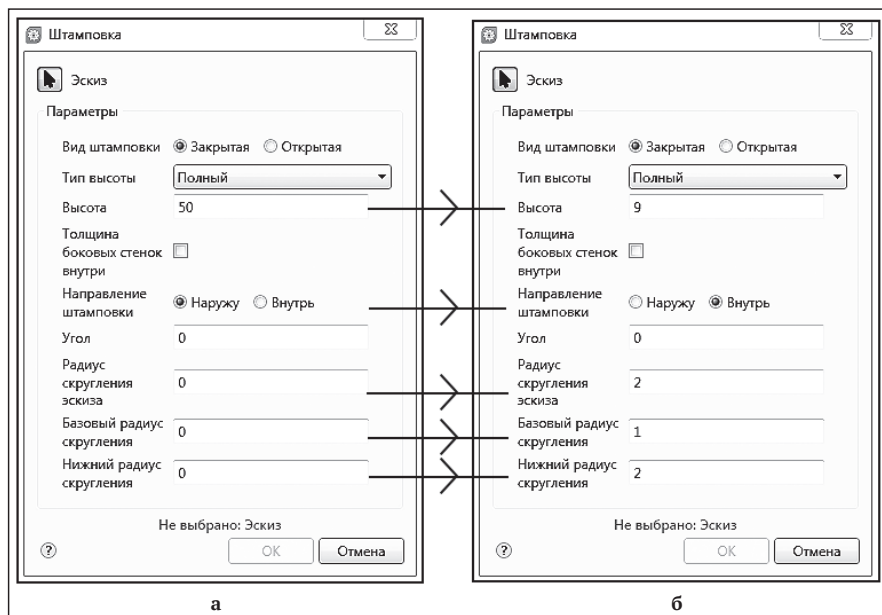 Штамповка
Эскиз
Параметры
Вид штамповки Закрытая Открытая
Тип высоты Полный
Высота 50
Толщина
боковых стенок
внутри
Направление
штамповки Наружу Внутрь
Угол 0
Радиус
скругления
эскиза 0
Базовый радиус
скругления 0
Нижний радиус
скругления 0
Не выбрано: Эскиз
? OK Отмена
а
Штамповка
Эскиз
Параметры
Вид штамповки Закрытая Открытая
Тип высоты Полный
Высота 9
Толщина
боковых стенок
внутри
Направление
штамповки Наружу Внутрь
Угол 0
Радиус
скругления
эскиза 2
Базовый радиус
скругления 1
Нижний радиус
скругления 2
Не выбрано: Эскиз
? OK Отмена
б